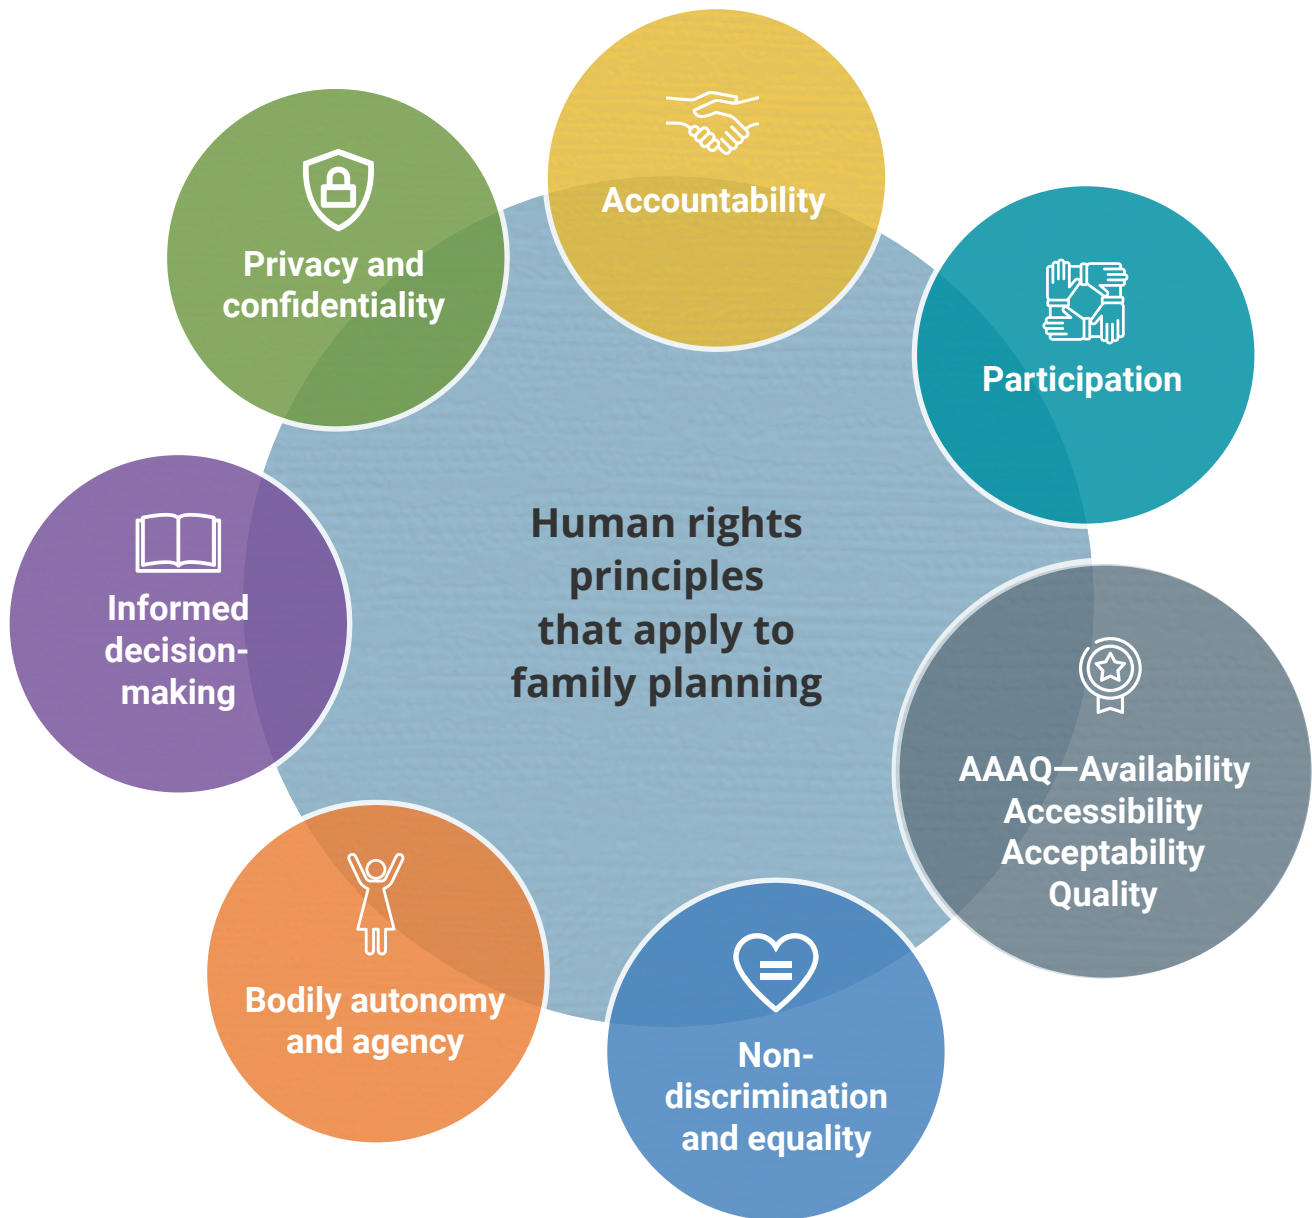 Accountability
Privacy and
confidentiality
Participation
Human rights
principles
that apply to
family planning
Informed
decision-
making
AAAQ—Availability
Accessibility
Acceptability
Quality
Bodily autonomy
and agency
Non-
discrimination
and equality